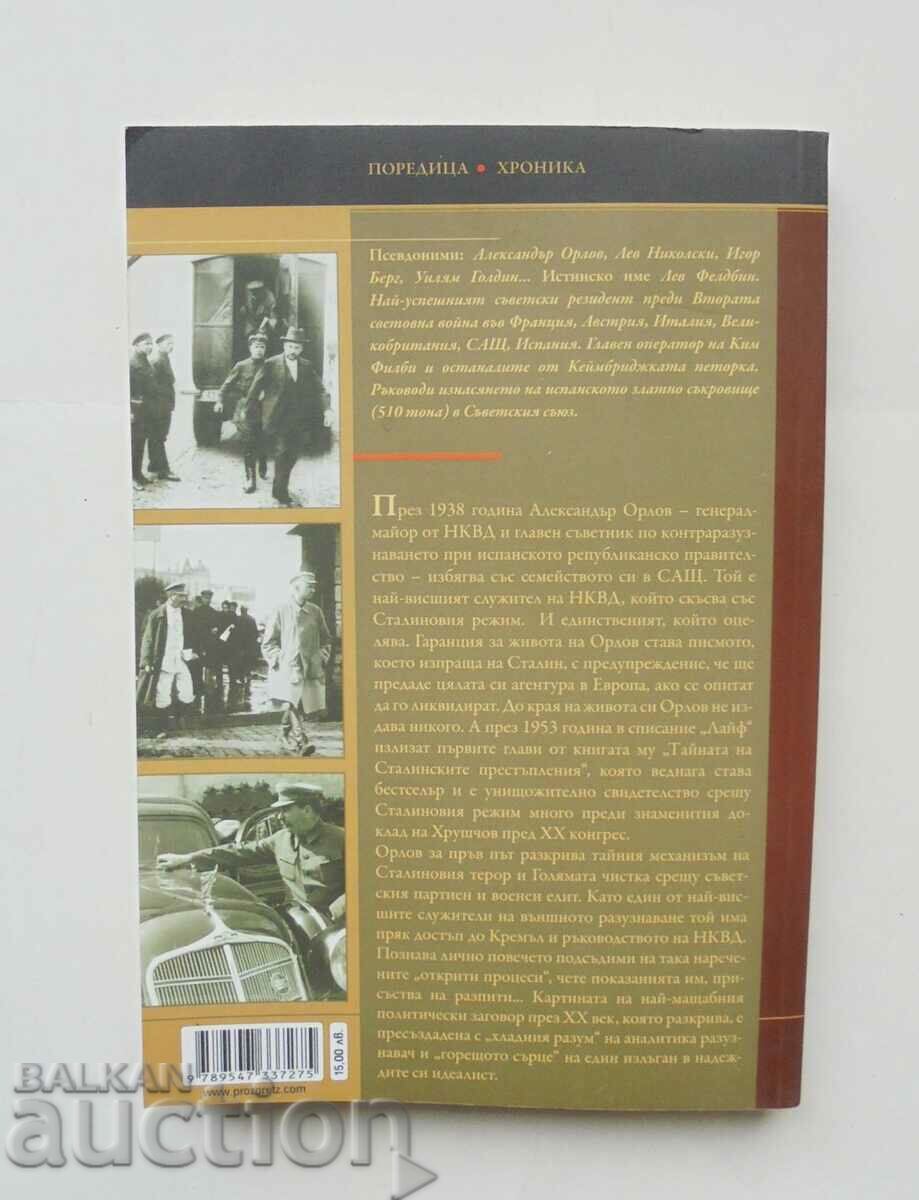 ПОРЕДИЦА • ХРОНИКА
Псевдоними: Александър Орлов, Лев Николски, Игор
Берг, Уилям Голдин... Истинско име Лев Фелдбин.
Най-успешният съветски резидент преди Втората
световна война във Франция, Австрия, Италия, Вели-
кобритания, САЩ, Испания. Главен оператор на Ким
Филби и останалите от Кеймбриджката петорка.
Ръководи изнасянето на испанското златно съкровище
(510 тона) в Съветския съюз.
През 1938 година Александър Орлов – генерал-
майор от НКВД и главен съветник по контраразуз-
наването при испанското републиканско правител-
ство – избягва със семейството си в САЩ. Той е
най-висшият служител на НКВД, който скъсва със
Сталиновия режим. И единственият, който оце-
лява. Гаранция за живота на Орлов става писмото,
което изпраща на Сталин, с предупреждение, че ще
предаде цялата си агентура в Европа, ако се опитат
да го ликвидират. До края на живота си Орлов не из-
дава никого. А през 1953 година в списание „Лайф“
излизат първите глави от книгата му „Тайната на
Сталинските престъпления“, която веднага става
бестселър и е унищожително свидетелство срещу
Сталиновия режим много преди знаменития до-
клад на Хрушчов пред XX конгрес.
Орлов за пръв път разкрива тайния механизъм на
Сталиновия терор и Голямата чистка срещу съвет-
ския партиен и военен елит. Като един от най-вис-
шите служители на външното разузнаване той има
пряк достъп до Кремъл и ръководството на НКВД.
Познава лично повечето подсъдими на така нарече-
ните „открити процеси“, чете показанията им, при-
съства на разпити... Картината на най-мащабния
политически заговор през XX век, която разкрива, е
пресъздадена с „хладния разум“ на аналитика разуз-
навач и „горещото сърце“ на един излъган в надеж-
дите си идеалист.
15,00 лв.
9 789547 337275
www.prozoretz.com
BALKAN
auction